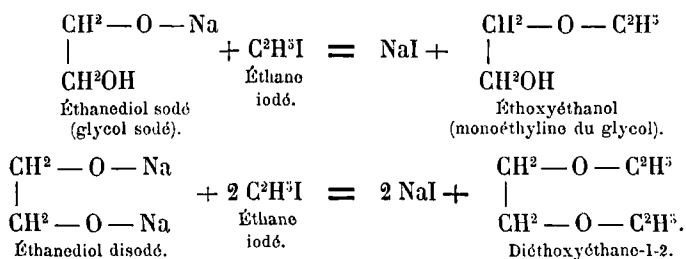 CH² — O — Na
CH²OH
Éthanediol sodé
(glycol sodé).
+ C²H⁵I
Éthane
iodé.
= NaI +
CH² — O — C²H⁵
CH²OH
Éthoxyéthanol
(monoéthyline du glycol).
CH² — O — Na
CH² — O — Na
Éthanediol disodé.
+ 2 C²H⁵I
Éthane
iodé.
= 2 NaI +
CH² — O — C²H⁵
CH² — O — C²H⁵.
Diéthoxyéthane-1-2.